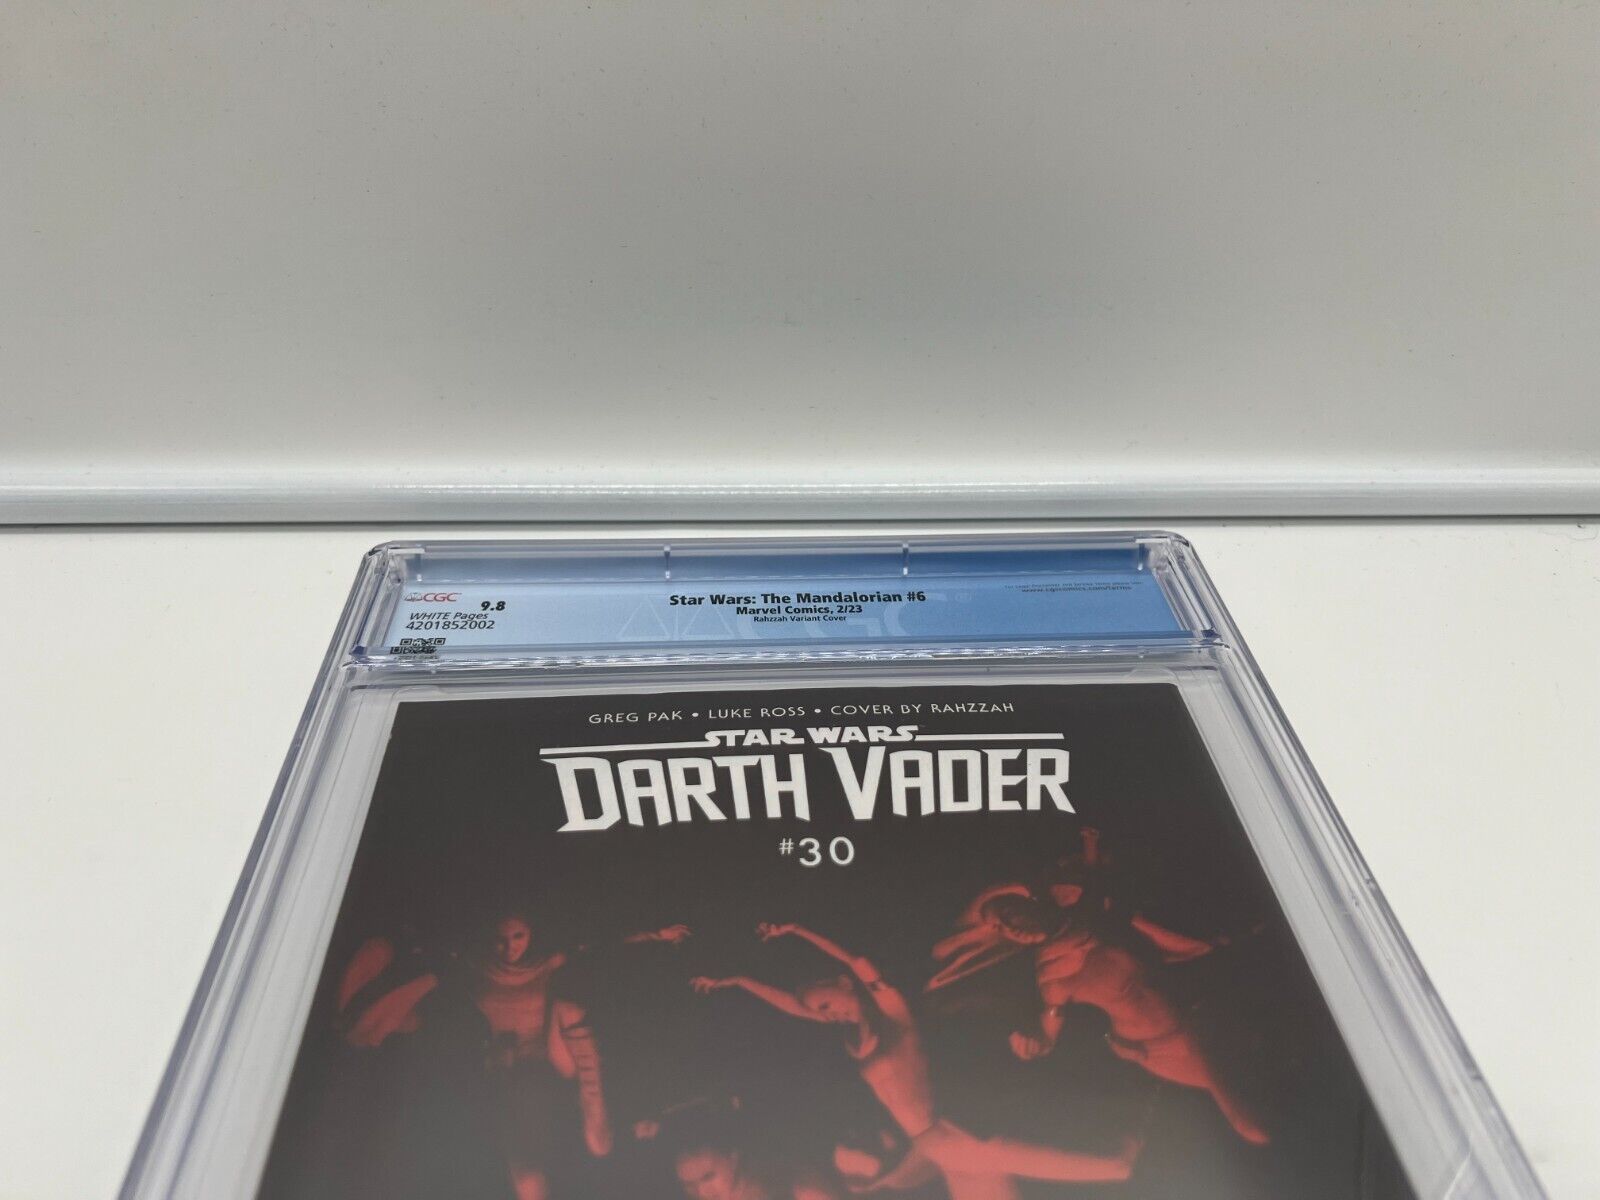 CGC
9.8
WHITE Pages
4201852002
Star Wars: The Mandalorian #6
Marvel Comics, 2/23
Rahzzah Variant Cover
www.cgccomics.com/terms
CGC
GREG PAK • LUKE ROSS • COVER BY RAHZZAH
STAR WARS
DARTH VADER
#30